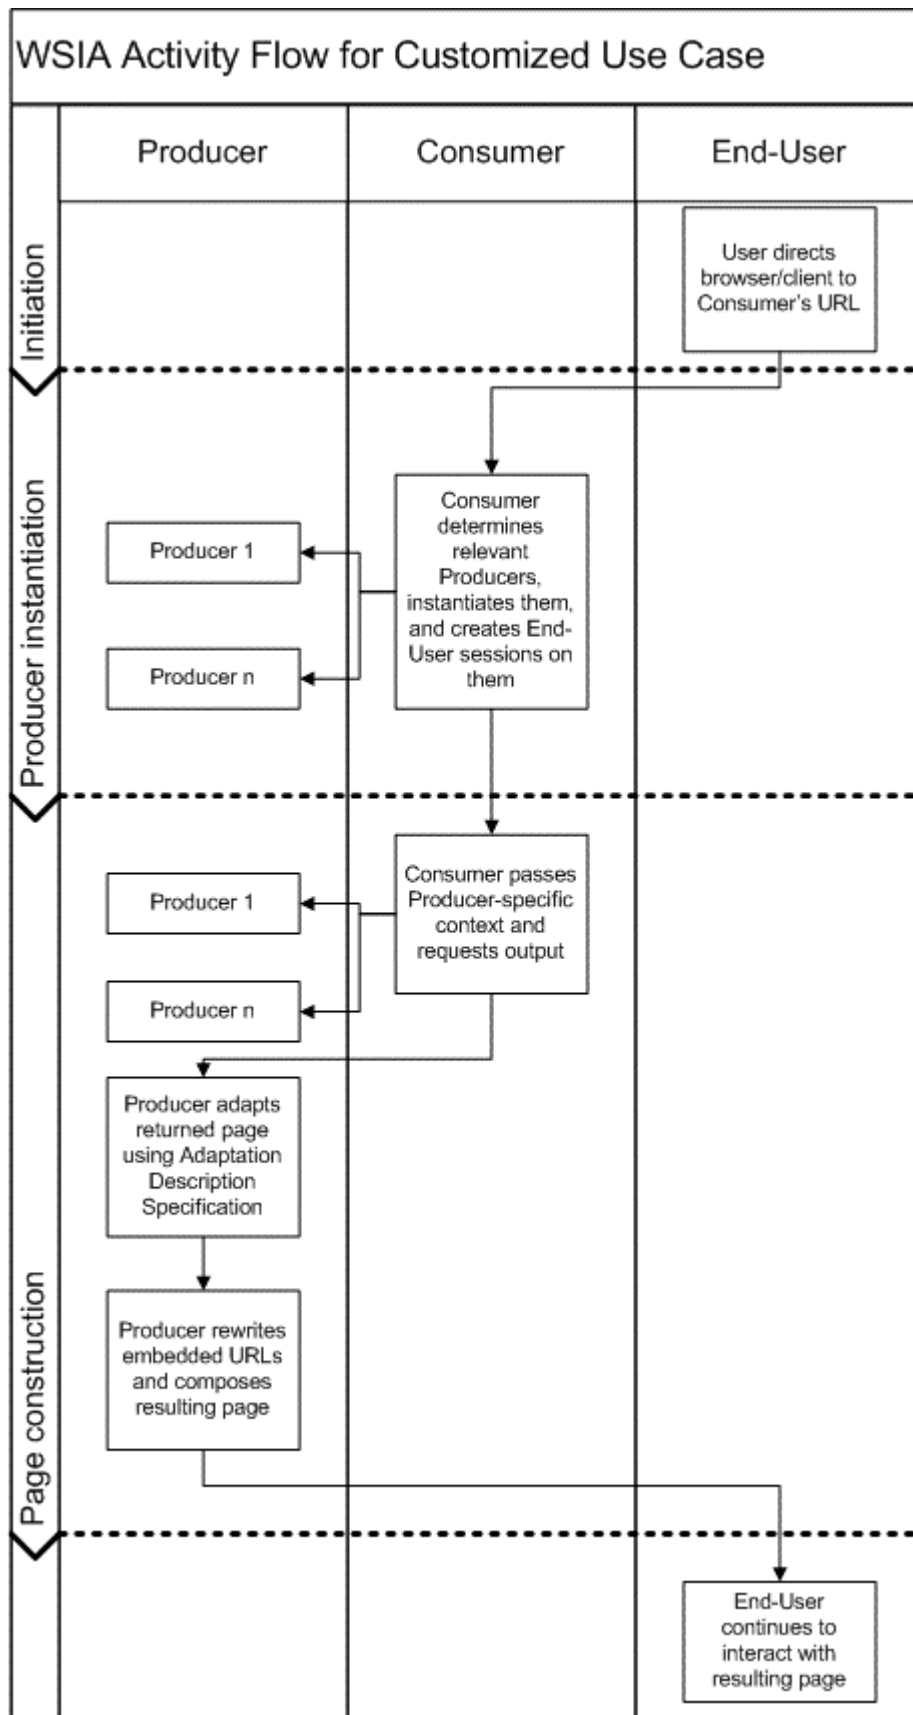 WSIA Activity Flow for Customized Use Case
Producer
Consumer
End-User
Initiation
User directs
browser/client to
Consumer's URL
Producer instantiation
Consumer
determines
relevant
Producers,
instantiates them,
and creates End-
User sessions on
them
Producer 1
Producer n
Page construction
Consumer passes
Producer-specific
context and
requests output
Producer 1
Producer n
Producer adapts
returned page
using Adaptation
Description
Specification
Producer rewrites
embedded URLs
and composes
resulting page
End-User
continues to
interact with
resulting page